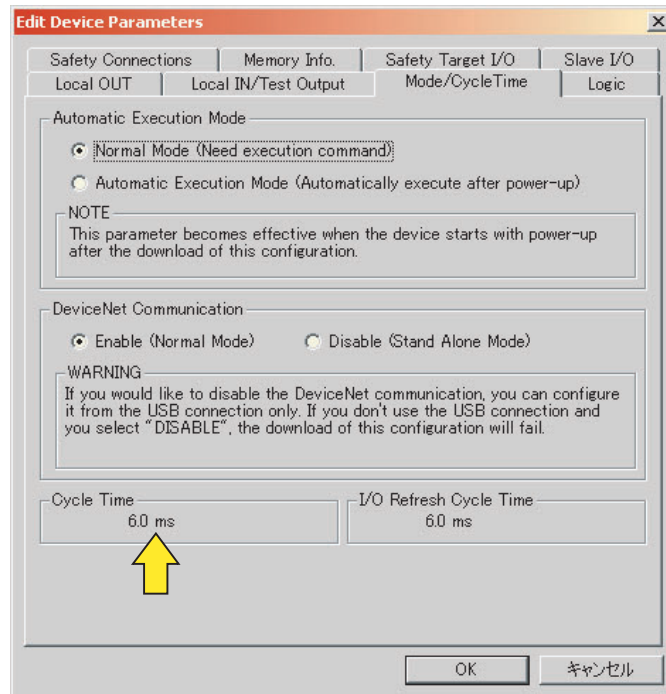 Edit Device Parameters
Safety Connections Memory Info. Safety Target I/O Slave I/O
Local OUT Local IN/Test Output Mode/CycleTime Logic
Automatic Execution Mode
Normal Mode (Need execution command)
Automatic Execution Mode (Automatically execute after power-up)
NOTE
This parameter becomes effective when the device starts with power-up
after the download of this configuration.
DeviceNet Communication
Enable (Normal Mode) Disable (Stand Alone Mode)
WARNING
If you would like to disable the DeviceNet communication, you can configure
it from the USB connection only. If you don't use the USB connection and
you select "DISABLE", the download of this configuration will fail.
Cycle Time I/O Refresh Cycle Time
6.0 ms 6.0 ms
OK キャンセル